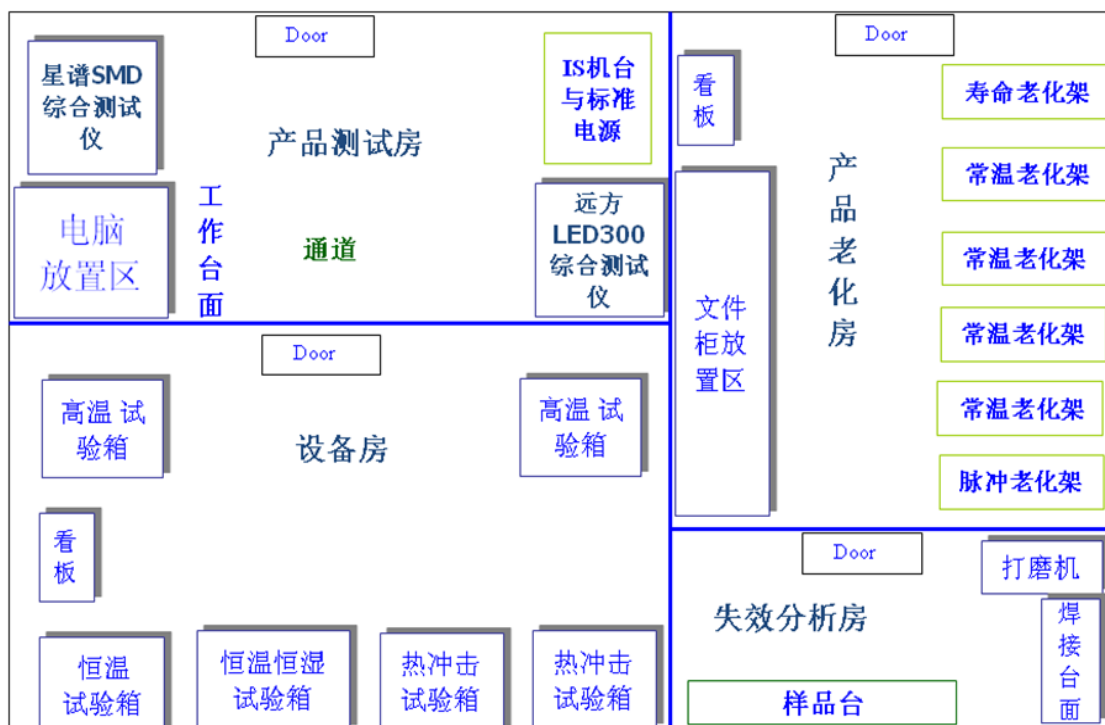 Door
星谱SMD
综合测试
仪
产品测试房
IS机台
与标准
电源
电脑
放置区
工
作
台
面
通道
远方
LED300
综合测试
仪
Door
看
板
产
品
老
化
房
寿命老化架
常温老化架
常温老化架
常温老化架
常温老化架
脉冲老化架
文件
柜放
置区
Door
高温 试
验箱
设备房
高温 试
验箱
看
板
恒温
试验箱
恒温恒湿
试验箱
热冲击
试验箱
热冲击
试验箱
Door
打磨机
失效分析房
焊
接
台
面
样品台